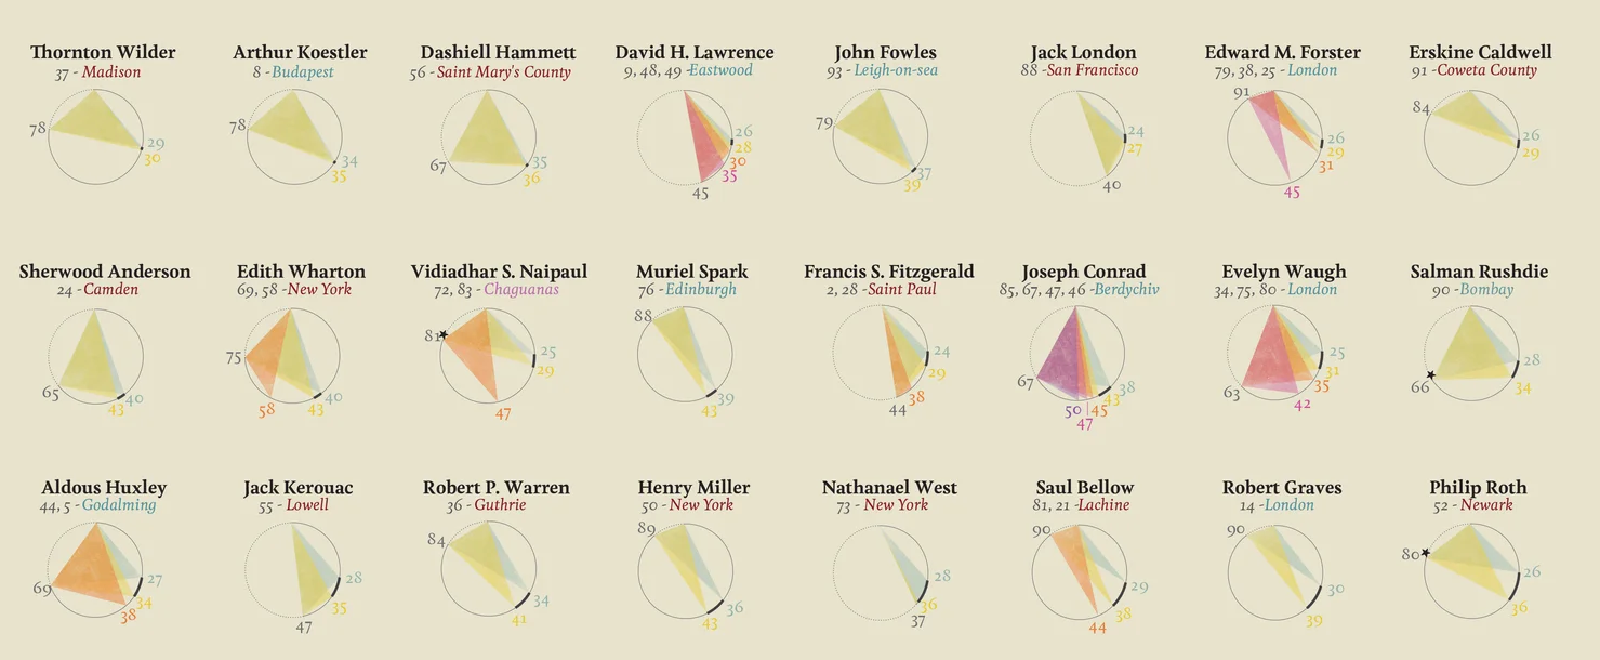 Thornton Wilder
37 - Madison
78
29
30
Arthur Koestler
8 - Budapest
78
34
35
Dashiell Hammett
56 - Saint Mary's County
67
35
36
David H. Lawrence
9, 48, 49 - Eastwood
26
28
30
35
45
John Fowles
93 - Leigh-on-sea
79
37
39
Jack London
88 - San Francisco
24
27
40
Edward M. Forster
79, 38, 25 - London
91
26
29
31
45
Erskine Caldwell
91 - Coweta County
84
26
29
Sherwood Anderson
24 - Camden
65
40
43
Edith Wharton
69, 58 - New York
75
40
43
58
Vidiadhar S. Naipaul
72, 83 - Chaguanas
81
25
29
47
Muriel Spark
76 - Edinburgh
88
39
43
Francis S. Fitzgerald
2, 28 - Saint Paul
24
29
38
44
Joseph Conrad
85, 67, 47, 46 - Berdychiv
67
38
43
50 | 45
47
Evelyn Waugh
34, 75, 80 - London
25
31
35
63
42
Salman Rushdie
90 - Bombay
28
66
34
Aldous Huxley
44, 5 - Godalming
69
27
34
38
Jack Kerouac
55 - Lowell
28
35
47
Robert P. Warren
36 - Guthrie
84
34
41
Henry Miller
50 - New York
89
36
43
Nathanael West
73 - New York
28
36
37
Saul Bellow
81, 21 - Lachine
90
29
38
44
Robert Graves
14 - London
90
30
39
Philip Roth
52 - Newark
80
26
36